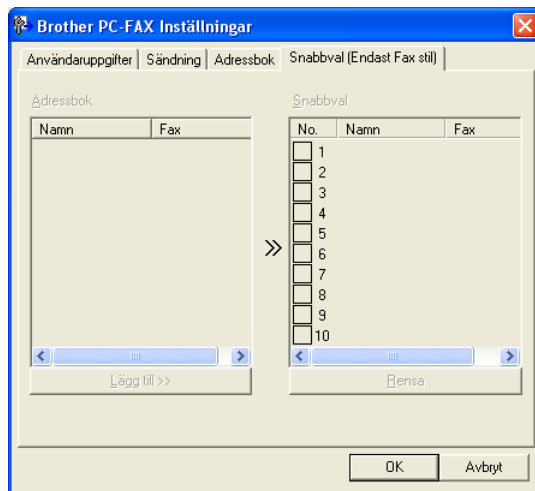 Brother PC-FAX Inställningar
Användaruppgifter Sändning Adressbok Snabbval (Endast Fax stil)
Adressbok Snabbval
Namn Fax No. Namn Fax
1
2
3
4
5
6
7
8
9
10
>>
Lägg till >> Rensa
OK Avbryt